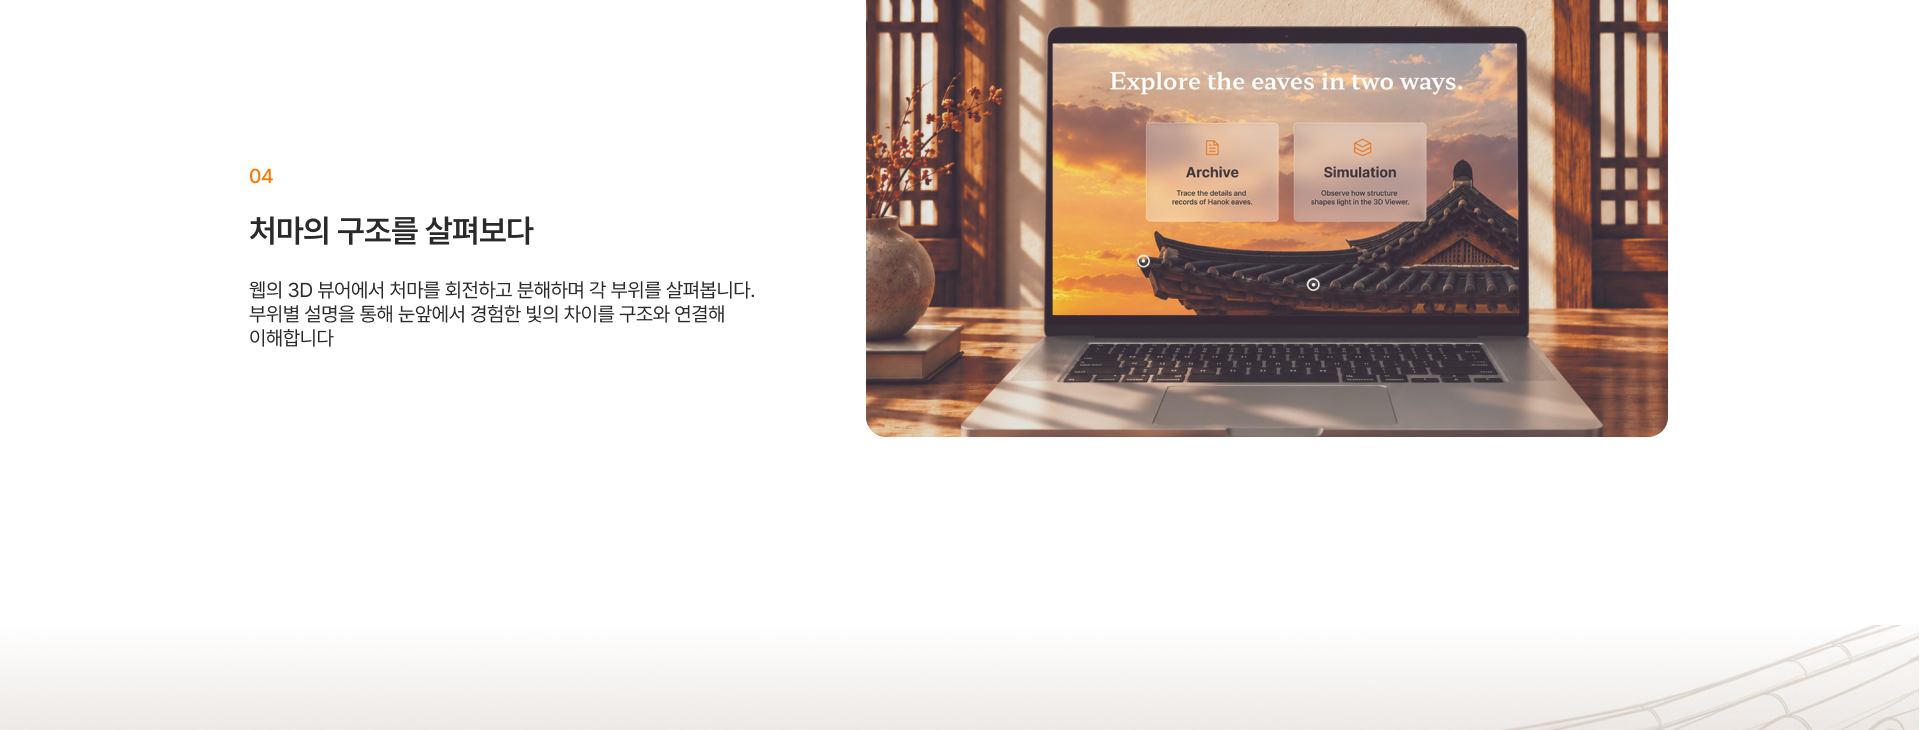 04
처마의 구조를 살펴보다
웹의 3D 뷰어에서 처마를 회전하고 분해하며 각 부위를 살펴봅니다.
부위별 설명을 통해 눈앞에서 경험한 빛의 차이를 구조와 연결해
이해합니다
Explore the eaves in two ways.
Archive
Trace the details and
records of Hanok eaves.
Simulation
Observe how structure
shapes light in the 3D Viewer.